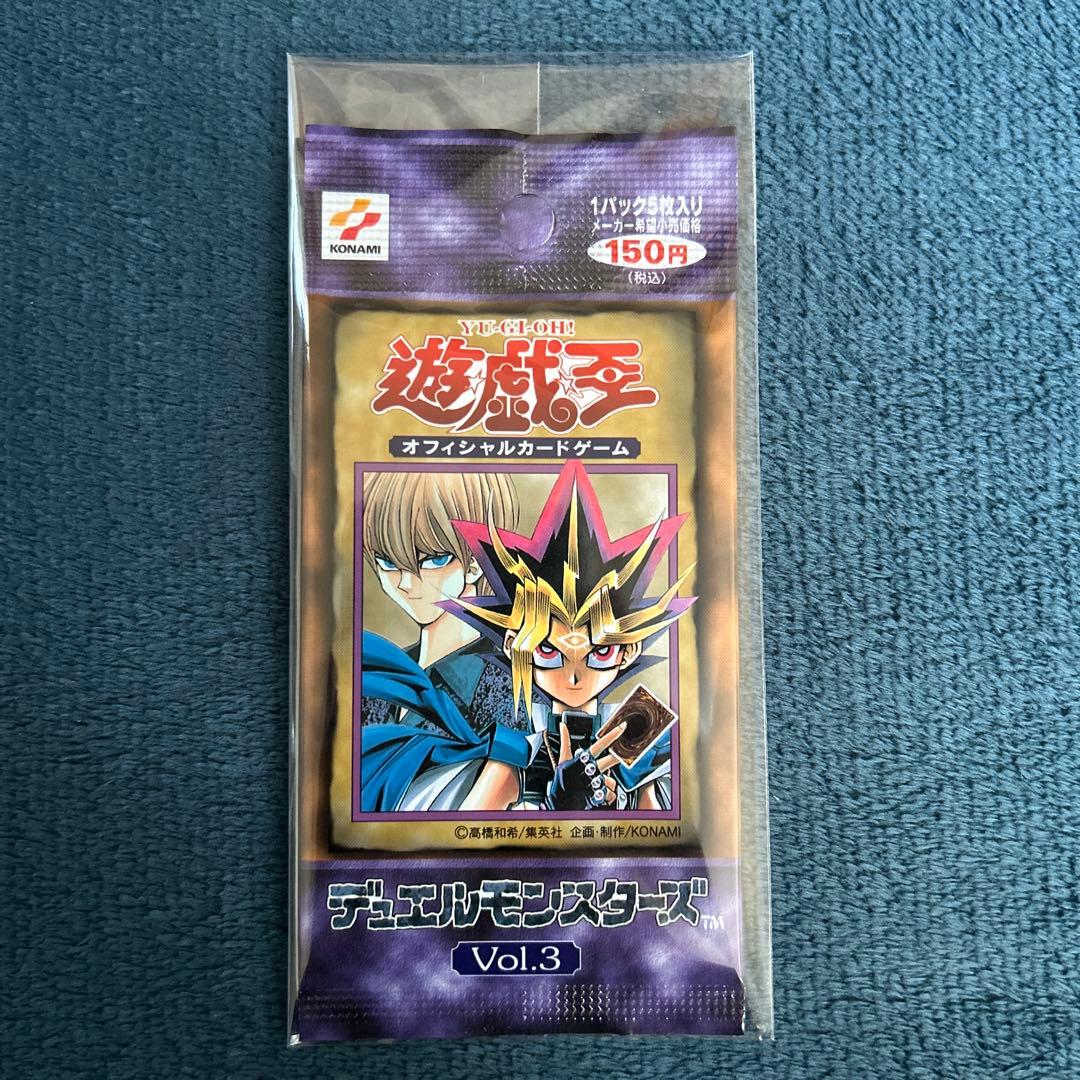 KONAMI
1パック5枚入り
メーカー希望小売価格
150円
(税込)
YU-GI-OH!
遊戯王
オフィシャルカードゲーム
©高橋和希/集英社 企画・制作/KONAMI
デュエルモンスターズ™
Vol.3